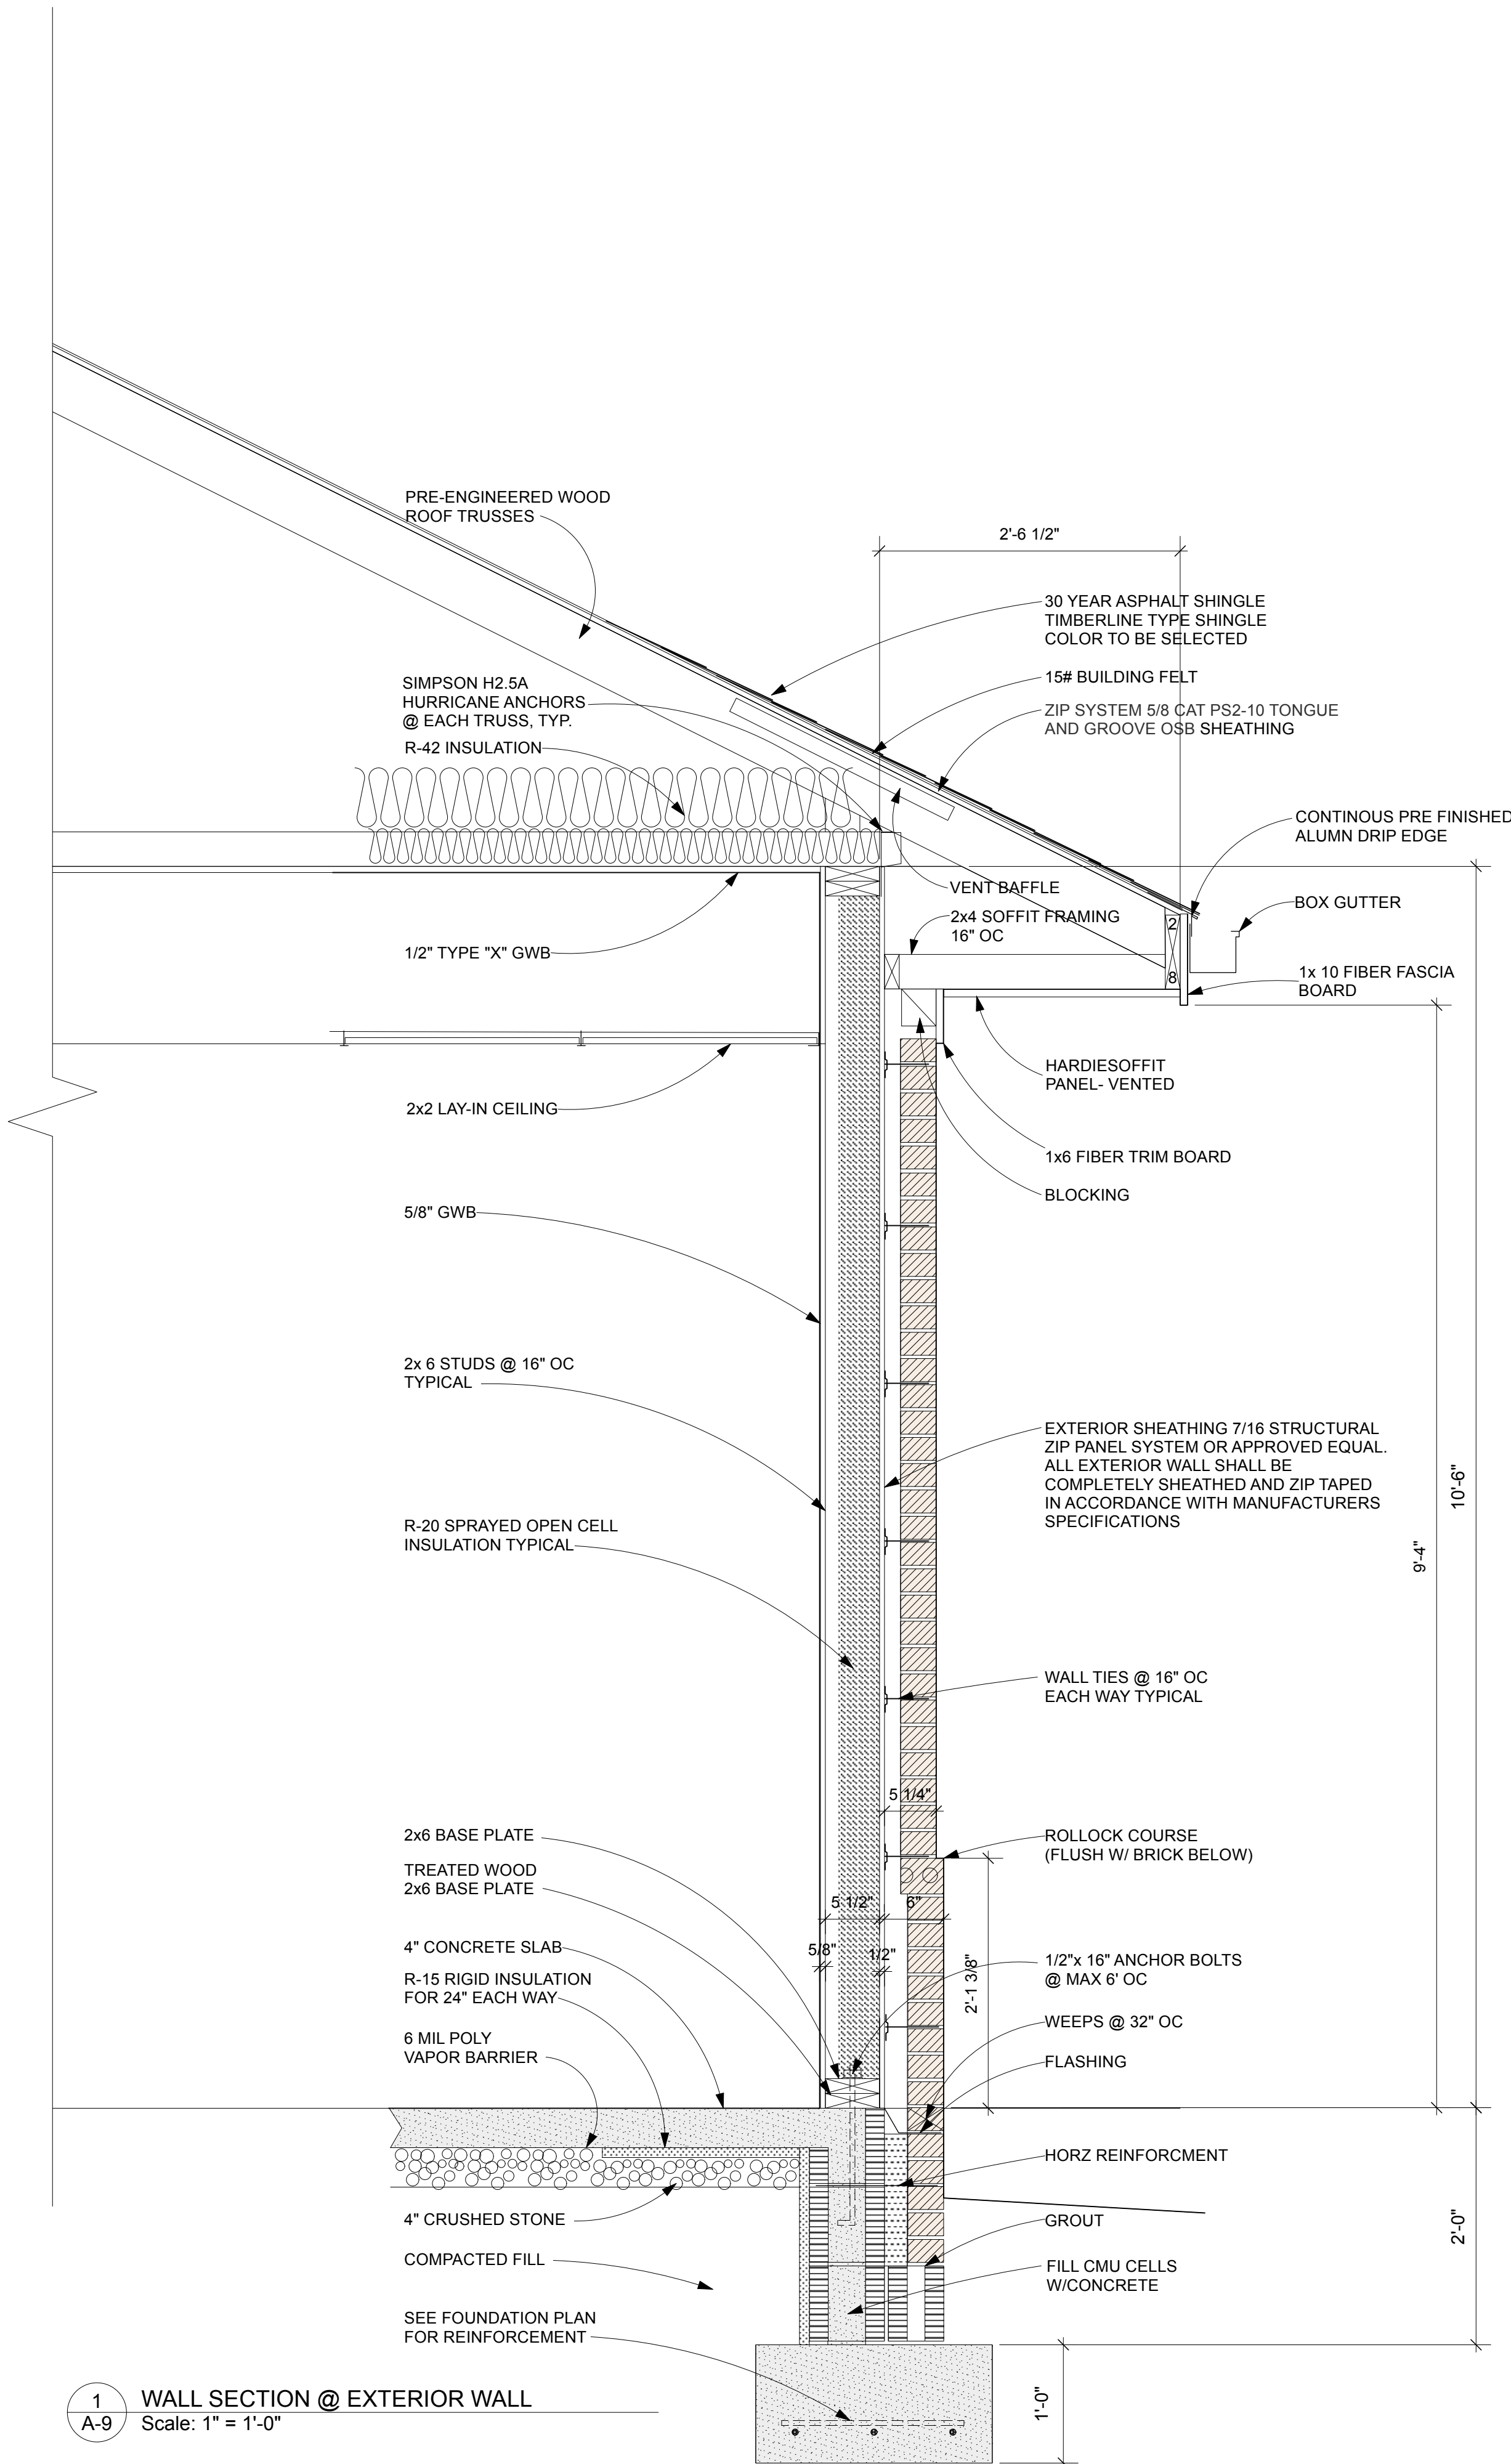 PRE-ENGINEERED WOOD
ROOF TRUSSES
2'-6 1/2"
30 YEAR ASPHALT SHINGLE
TIMBERLINE TYPE SHINGLE
COLOR TO BE SELECTED
15# BUILDING FELT
SIMPSON H2.5A
HURRICANE ANCHORS
@ EACH TRUSS, TYP.
ZIP SYSTEM 5/8 CAT PS2-10 TONGUE
AND GROOVE OSB SHEATHING
R-42 INSULATION
CONTINOUS PRE FINISHED
ALUMN DRIP EDGE
VENT BAFFLE
BOX GUTTER
2x4 SOFFIT FRAMING
16" OC
2
8
1/2" TYPE "X" GWB
1x 10 FIBER FASCIA
BOARD
HARDIESOFFIT
PANEL- VENTED
2x2 LAY-IN CEILING
1x6 FIBER TRIM BOARD
BLOCKING
5/8" GWB
2x 6 STUDS @ 16" OC
TYPICAL
EXTERIOR SHEATHING 7/16 STRUCTURAL
ZIP PANEL SYSTEM OR APPROVED EQUAL.
ALL EXTERIOR WALL SHALL BE
COMPLETELY SHEATHED AND ZIP TAPED
IN ACCORDANCE WITH MANUFACTURERS
SPECIFICATIONS
10'-6"
9'-4"
R-20 SPRAYED OPEN CELL
INSULATION TYPICAL
WALL TIES @ 16" OC
EACH WAY TYPICAL
5 1/4"
2x6 BASE PLATE
ROLLOCK COURSE
(FLUSH W/ BRICK BELOW)
TREATED WOOD
2x6 BASE PLATE
5 1/2"
6"
4" CONCRETE SLAB
5/8"
1/2"
2'-1 3/8"
1/2"x 16" ANCHOR BOLTS
@ MAX 6' OC
R-15 RIGID INSULATION
FOR 24" EACH WAY
WEEPS @ 32" OC
6 MIL POLY
VAPOR BARRIER
FLASHING
HORZ REINFORCMENT
4" CRUSHED STONE
GROUT
2'-0"
COMPACTED FILL
FILL CMU CELLS
W/CONCRETE
SEE FOUNDATION PLAN
FOR REINFORCEMENT
1'-0"
1
A-9
WALL SECTION @ EXTERIOR WALL
Scale: 1" = 1'-0"